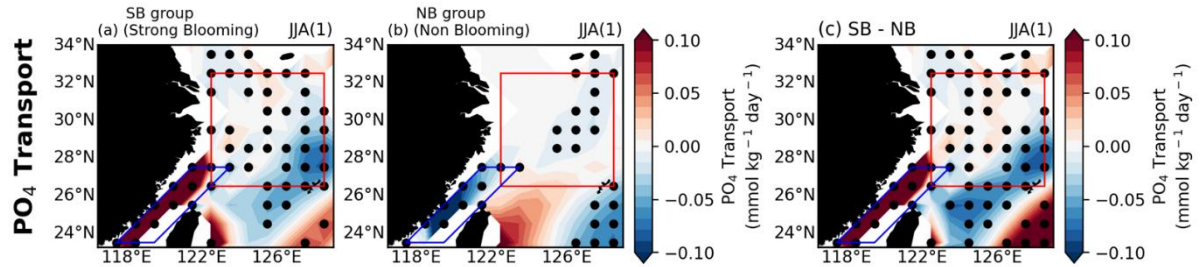 SB group
(a) (Strong Blooming) JJA(1)
NB group
(b) (Non Blooming) JJA(1)
(c) SB - NB JJA(1)
PO₄ Transport
34°N
32°N
30°N
28°N
26°N
24°N
118°E 122°E 126°E
34°N
32°N
30°N
28°N
26°N
24°N
118°E 122°E 126°E
0.10
0.05
0.00
−0.05
−0.10
PO₄ Transport
(mmol kg⁻¹ day⁻¹)
34°N
32°N
30°N
28°N
26°N
24°N
118°E 122°E 126°E
0.10
0.05
0.00
−0.05
−0.10
PO₄ Transport
(mmol kg⁻¹ day⁻¹)